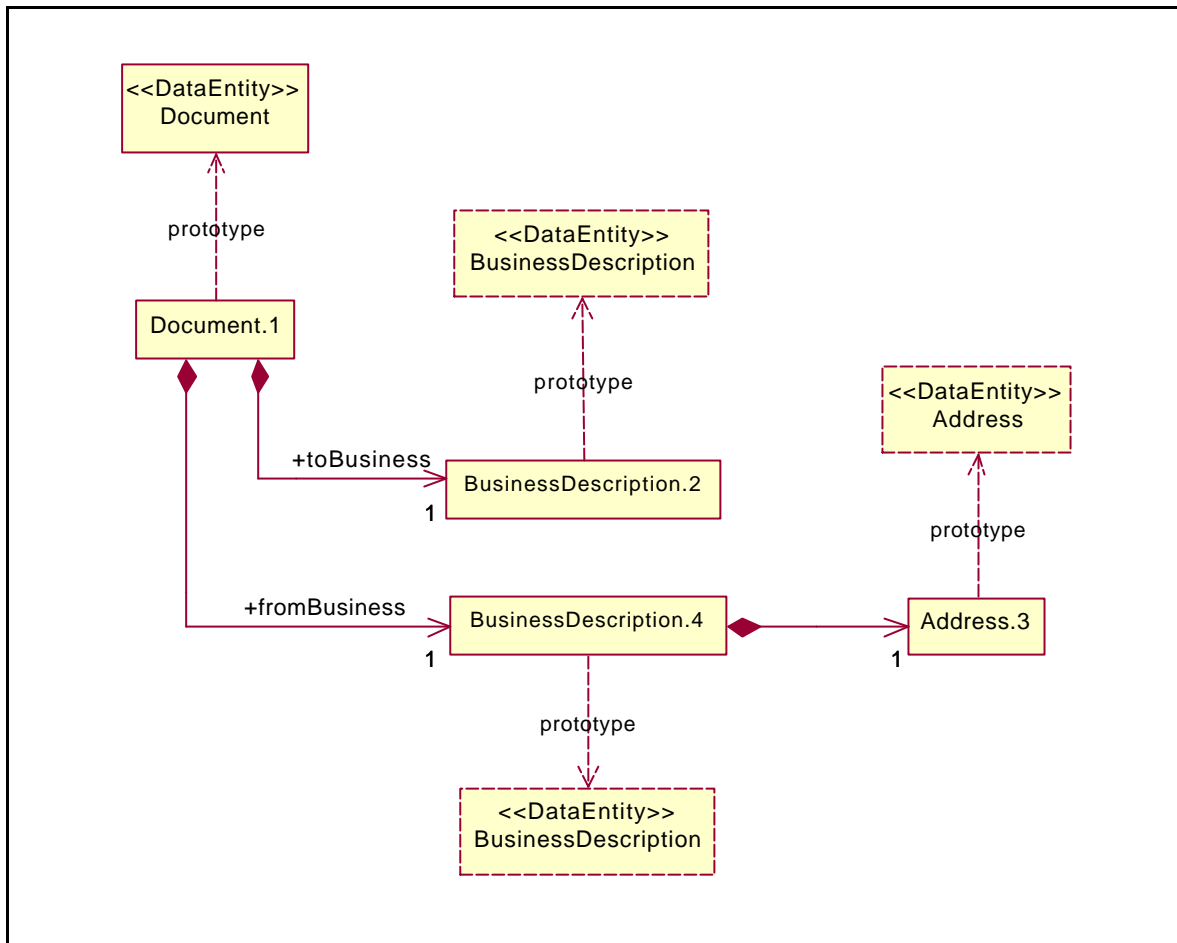 <<DataEntity>>
Document
prototype
Document.1
<<DataEntity>>
BusinessDescription
prototype
<<DataEntity>>
Address
prototype
+toBusiness
1
BusinessDescription.2
+fromBusiness
1
BusinessDescription.4
1
Address.3
prototype
<<DataEntity>>
BusinessDescription